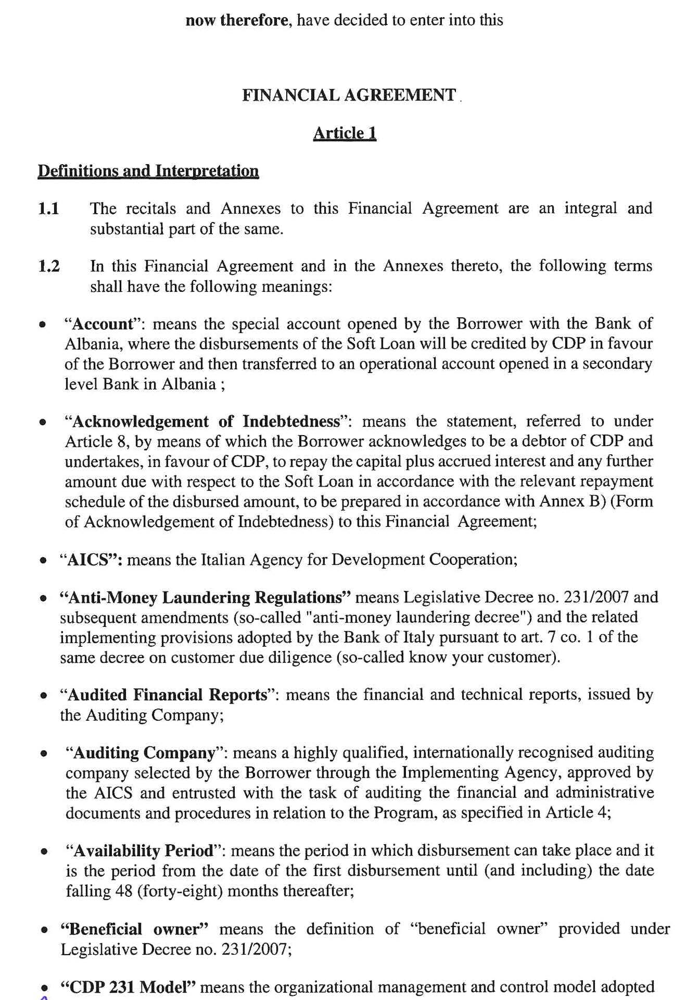 now therefore, have decided to enter into this
FINANCIAL AGREEMENT
Article 1
Definitions and Interpretation
1.1 The recitals and Annexes to this Financial Agreement are an integral and
substantial part of the same.
1.2 In this Financial Agreement and in the Annexes thereto, the following terms
shall have the following meanings:
• “Account”: means the special account opened by the Borrower with the Bank of
Albania, where the disbursements of the Soft Loan will be credited by CDP in favour
of the Borrower and then transferred to an operational account opened in a secondary
level Bank in Albania ;
• “Acknowledgement of Indebtedness”: means the statement, referred to under
Article 8, by means of which the Borrower acknowledges to be a debtor of CDP and
undertakes, in favour of CDP, to repay the capital plus accrued interest and any further
amount due with respect to the Soft Loan in accordance with the relevant repayment
schedule of the disbursed amount, to be prepared in accordance with Annex B) (Form
of Acknowledgement of Indebtedness) to this Financial Agreement;
• “AICS”: means the Italian Agency for Development Cooperation;
• “Anti-Money Laundering Regulations” means Legislative Decree no. 231/2007 and
subsequent amendments (so-called "anti-money laundering decree") and the related
implementing provisions adopted by the Bank of Italy pursuant to art. 7 co. 1 of the
same decree on customer due diligence (so-called know your customer).
• “Audited Financial Reports”: means the financial and technical reports, issued by
the Auditing Company;
• “Auditing Company”: means a highly qualified, internationally recognised auditing
company selected by the Borrower through the Implementing Agency, approved by
the AICS and entrusted with the task of auditing the financial and administrative
documents and procedures in relation to the Program, as specified in Article 4;
• “Availability Period”: means the period in which disbursement can take place and it
is the period from the date of the first disbursement until (and including) the date
falling 48 (forty-eight) months thereafter;
• “Beneficial owner” means the definition of “beneficial owner” provided under
Legislative Decree no. 231/2007;
• “CDP 231 Model” means the organizational management and control model adopted